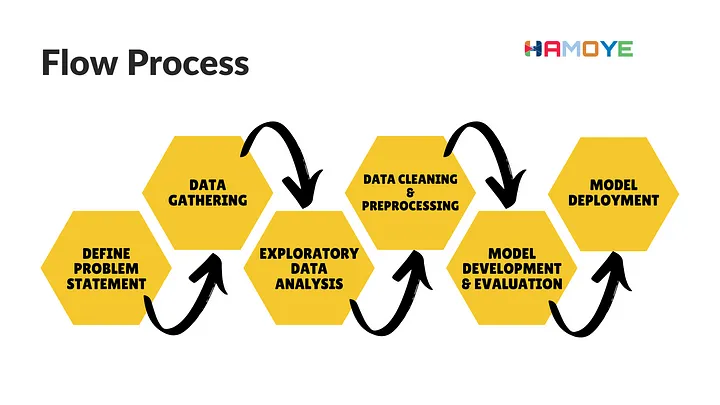 Flow Process
HAMOYE
DEFINE
PROBLEM
STATEMENT
DATA
GATHERING
EXPLORATORY
DATA
ANALYSIS
DATA CLEANING
&
PREPROCESSING
MODEL
DEVELOPMENT
& EVALUATION
MODEL
DEPLOYMENT